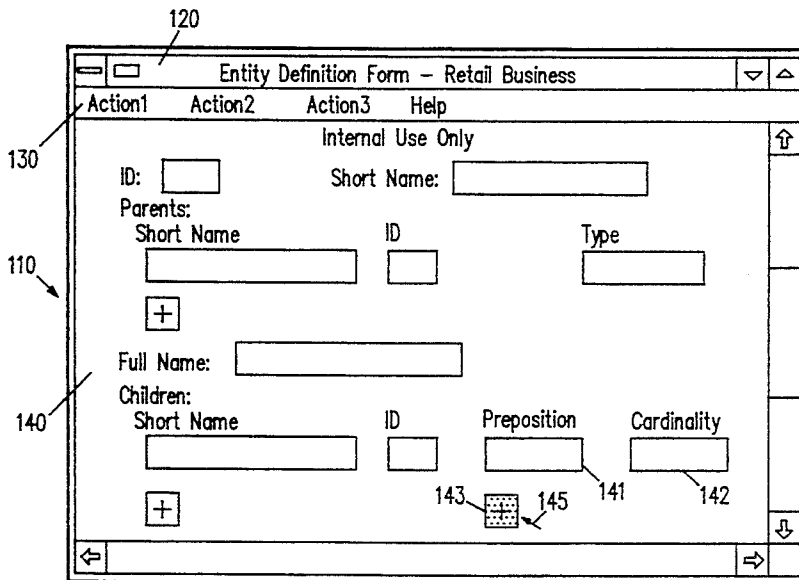 120
Entity Definition Form – Retail Business
Action1 Action2 Action3 Help
130
Internal Use Only
ID: Short Name:
Parents:
Short Name ID Type
110
+
Full Name:
140
Children:
Short Name ID Preposition Cardinality
141 142
+ 143 + 145